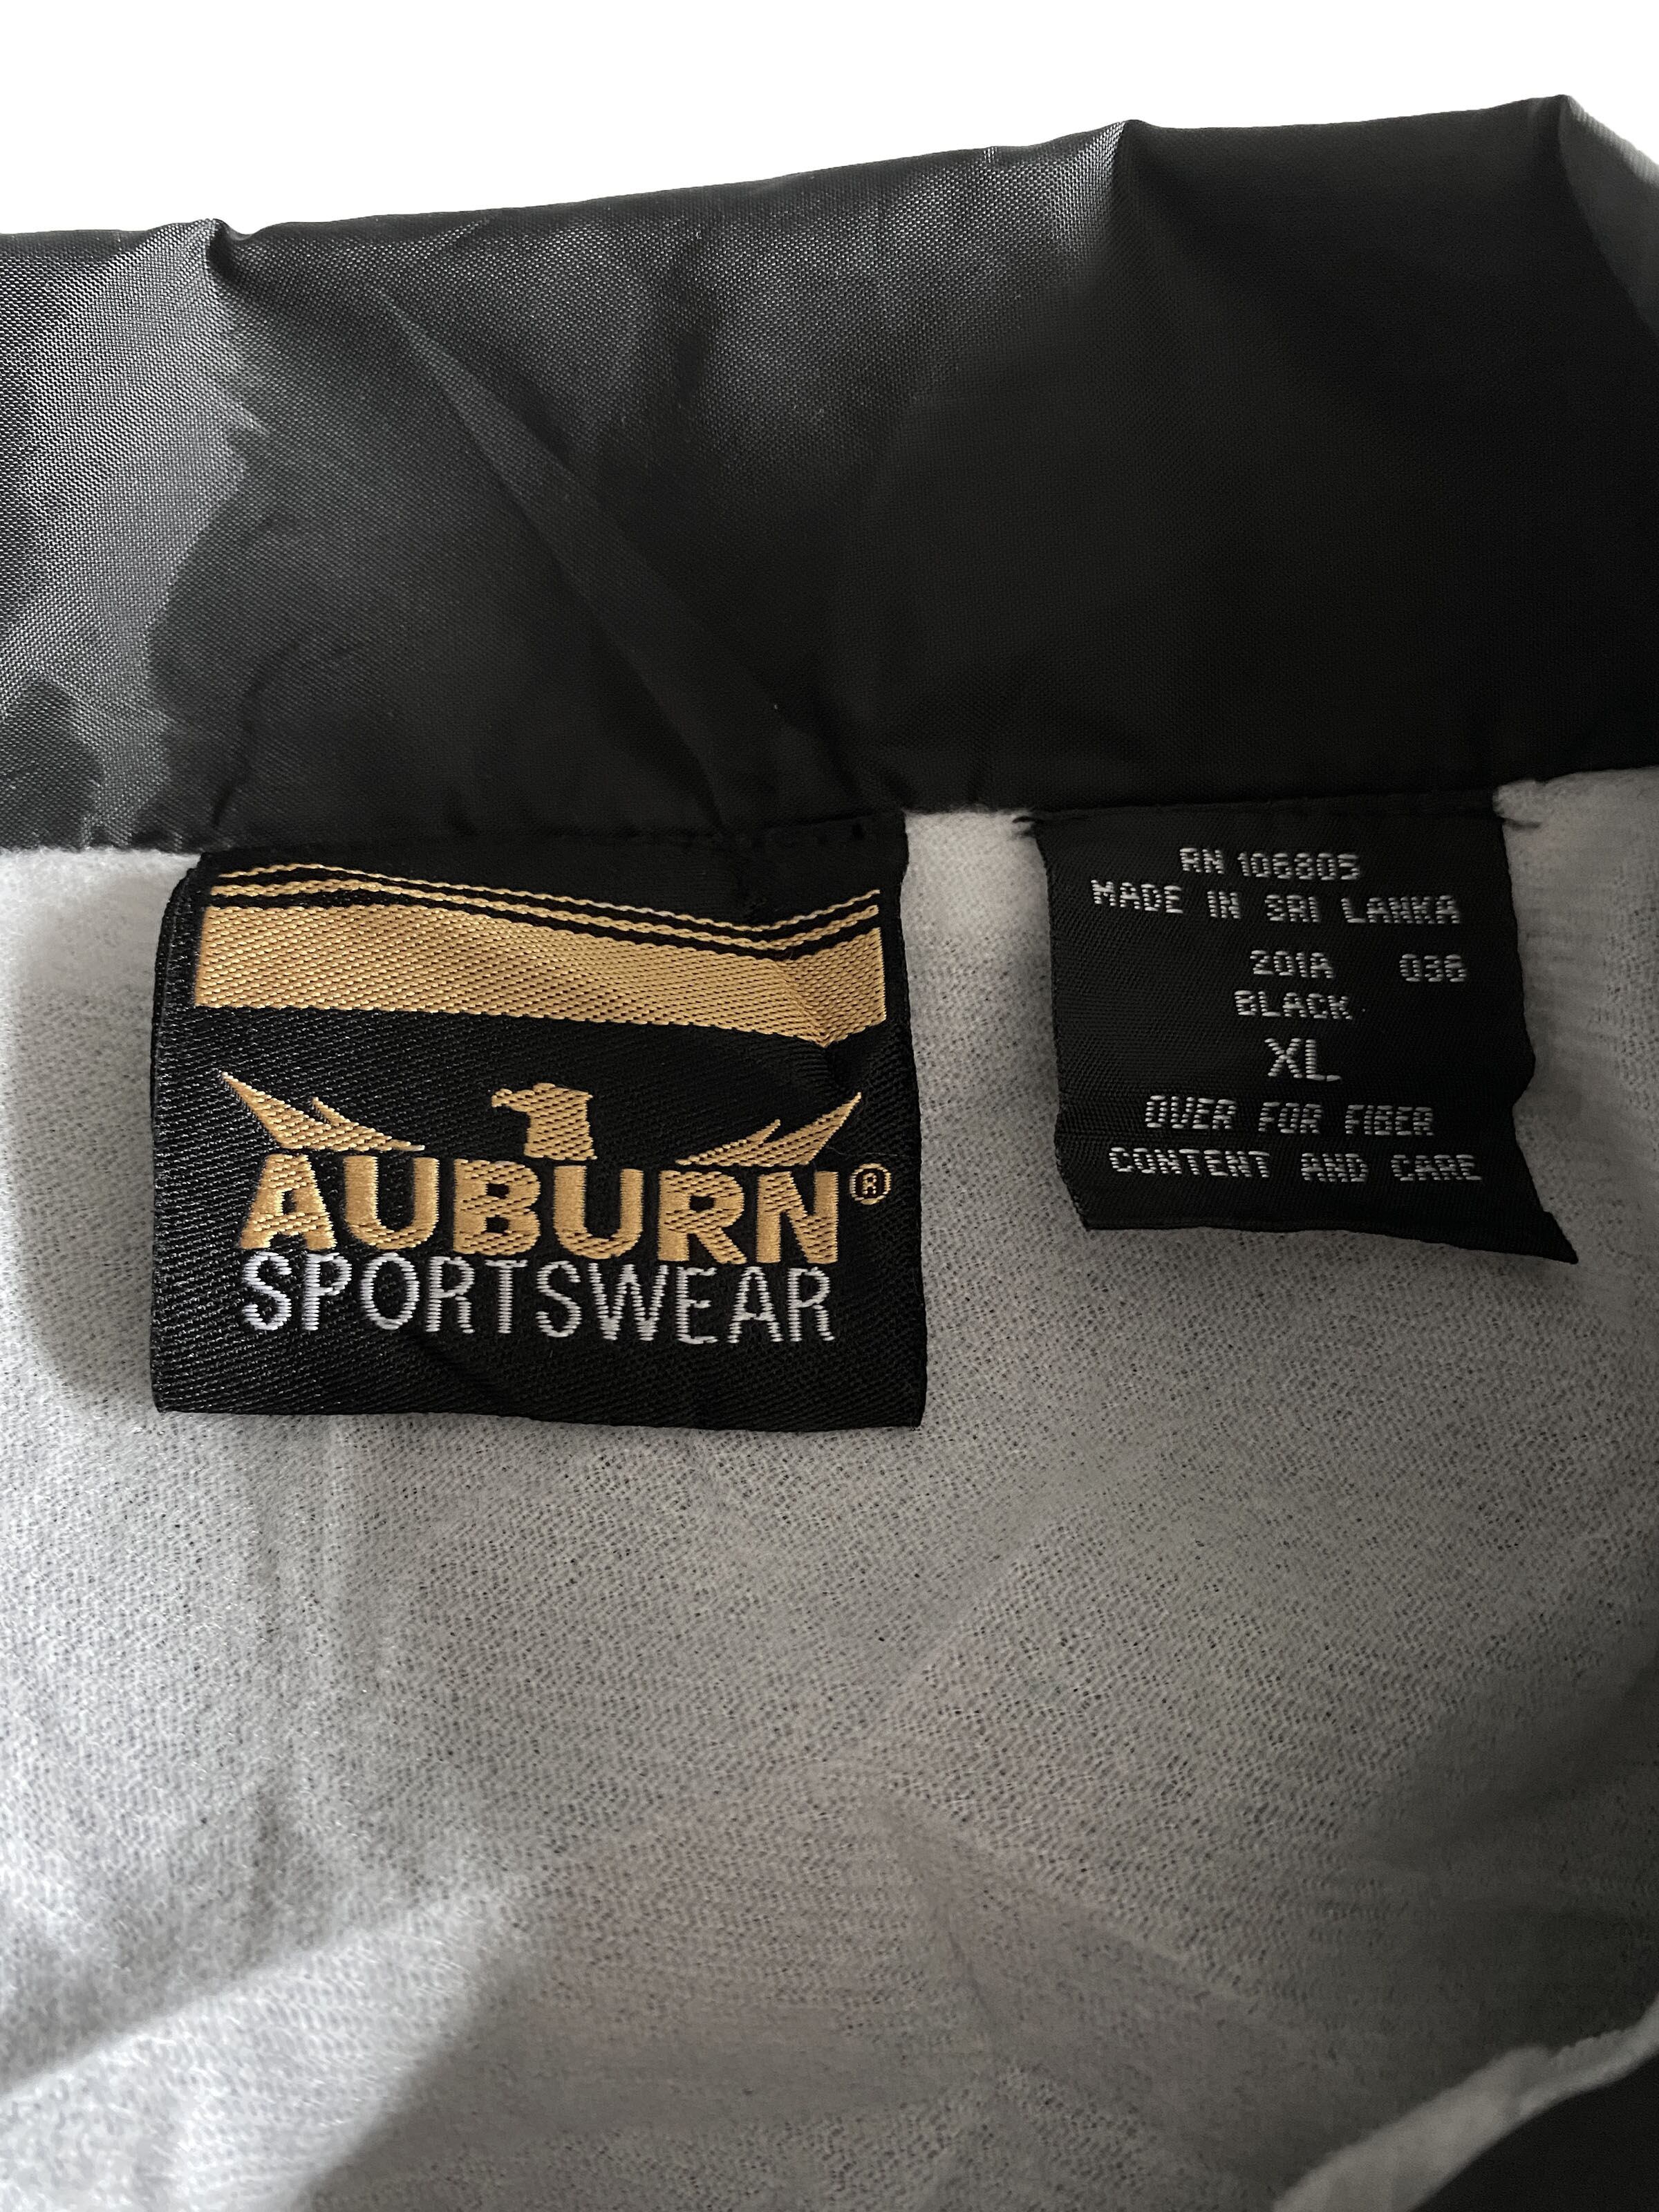 AUBURN®
SPORTSWEAR
RN 106805
MADE IN SRI LANKA
201A 036
BLACK
XL
OVER FOR FIBER
CONTENT AND CARE